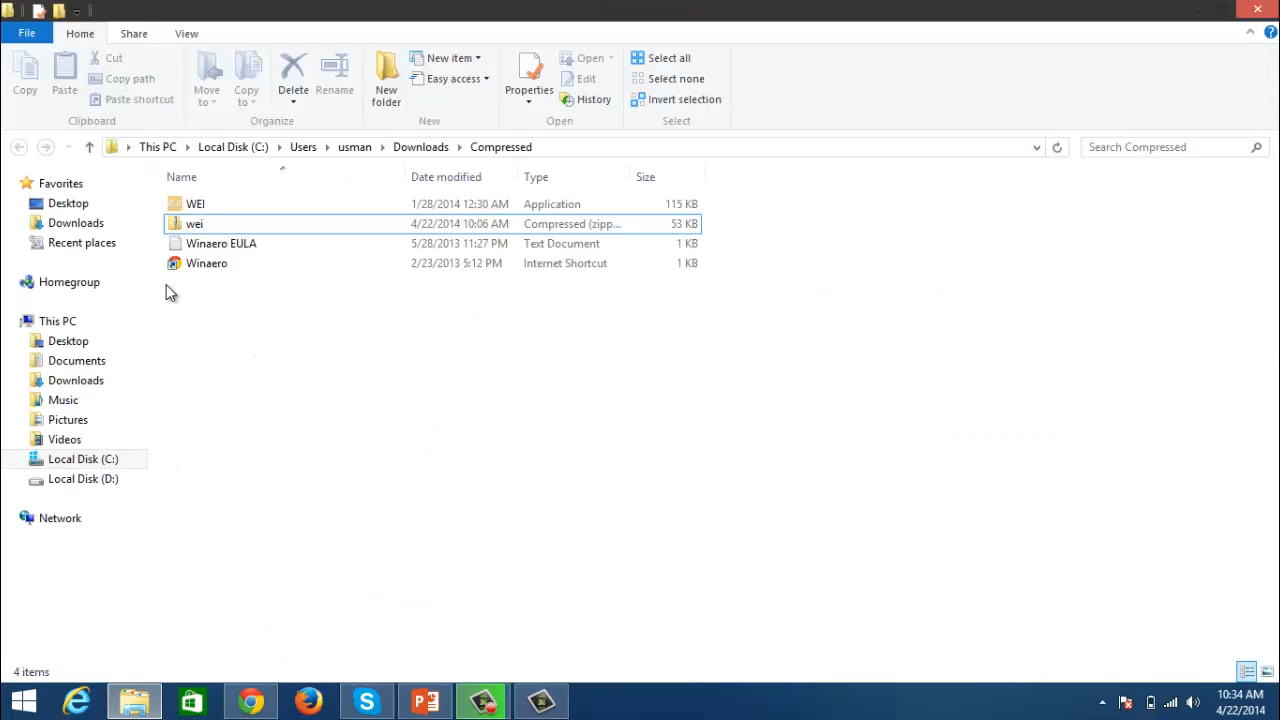 File Home Share View
Copy Paste Cut Copy path Paste shortcut
Move to Copy to Delete Rename
New folder New item Easy access
Properties Open Edit History
Select all Select none Invert selection
Clipboard Organize New Open Select
This PC Local Disk (C:) Users usman Downloads Compressed Search Compressed
Favorites
Desktop
Downloads
Recent places
Homegroup
This PC
Desktop
Documents
Downloads
Music
Pictures
Videos
Local Disk (C:)
Local Disk (D:)
Network
Name Date modified Type Size
WEI 1/28/2014 12:30 AM Application 115 KB
wei 4/22/2014 10:06 AM Compressed (zipp... 53 KB
Winaero EULA 5/28/2013 11:27 PM Text Document 1 KB
Winaero 2/23/2013 5:12 PM Internet Shortcut 1 KB
4 items
10:34 AM
4/22/2014